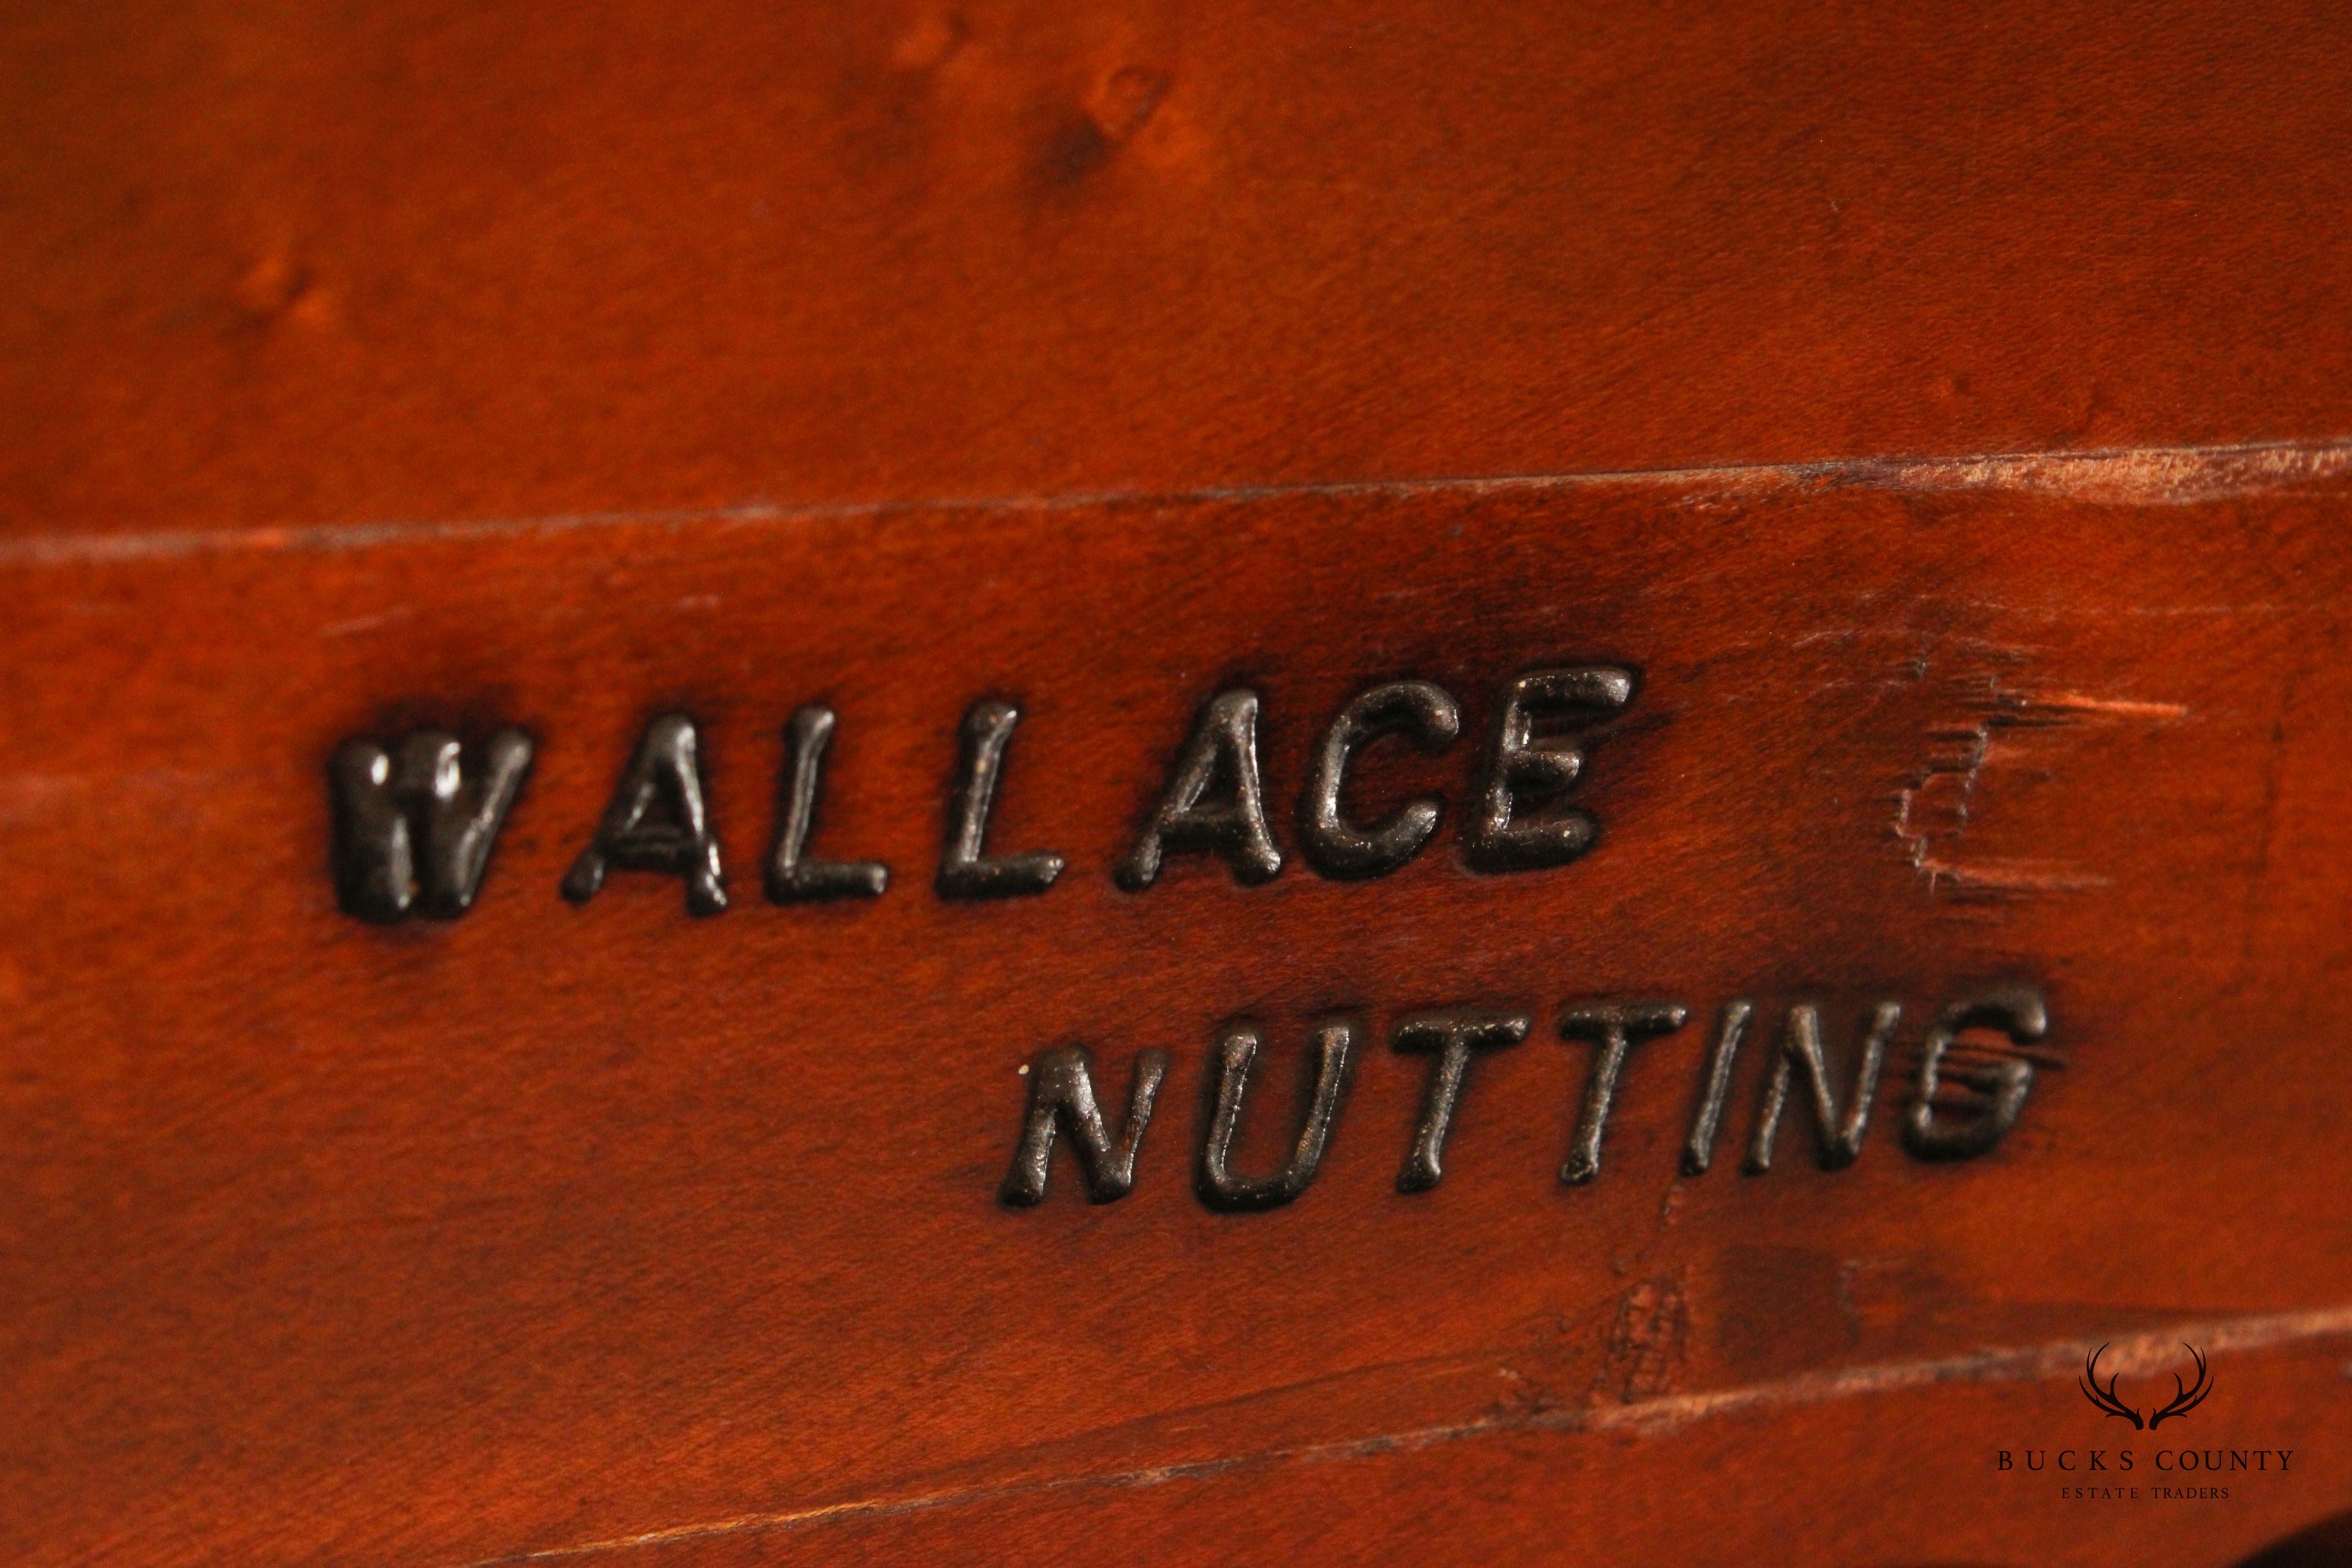 WALLACE
NUTTING
BUCKS COUNTY
ESTATE TRADERS